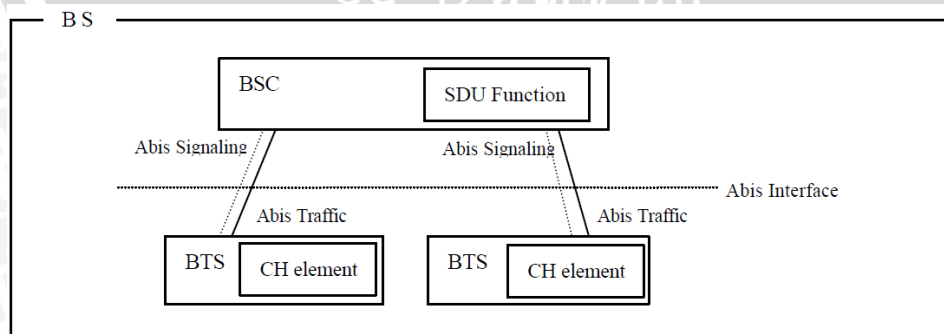 BS
BSC
SDU Function
Abis Signaling
Abis Signaling
Abis Interface
Abis Traffic
Abis Traffic
BTS
CH element
BTS
CH element